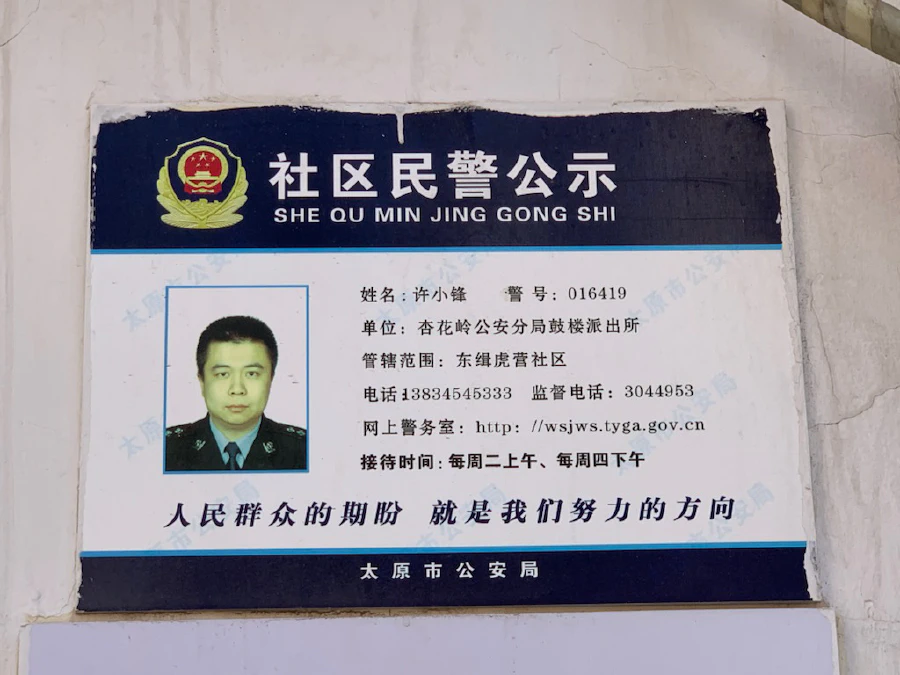 社区民警公示
SHE QU MIN JING GONG SHI
姓名：许小锋 警号：016419
单位：杏花岭公安分局鼓楼派出所
管辖范围：东缉虎营社区
电话：13834545333 监督电话：3044953
网上警务室：http：//wsjws.tyga.gov.cn
接待时间：每周二上午、每周四下午
人民群众的期盼 就是我们努力的方向
太原市公安局